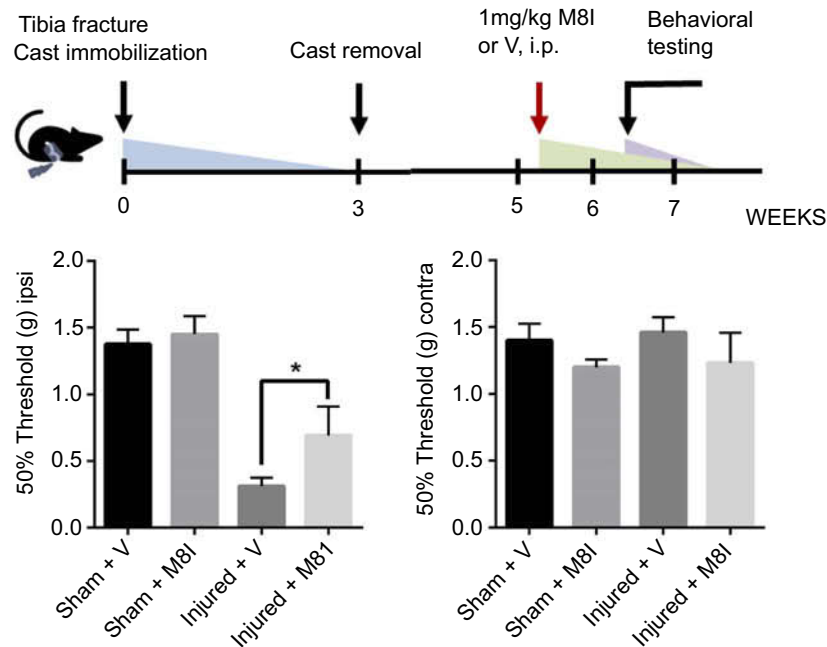 Tibia fracture
Cast immobilization
Cast removal
1mg/kg M8I
or V, i.p.
Behavioral
testing
0
3
5
6
7
WEEKS
50% Threshold (g) ipsi
2.0
1.5
1.0
0.5
0.0
*
Sham + V
Sham + M8I
Injured + V
Injured + M81
50% Threshold (g) contra
2.0
1.5
1.0
0.5
0.0
Sham + V
Sham + M8I
Injured + V
Injured + M8I